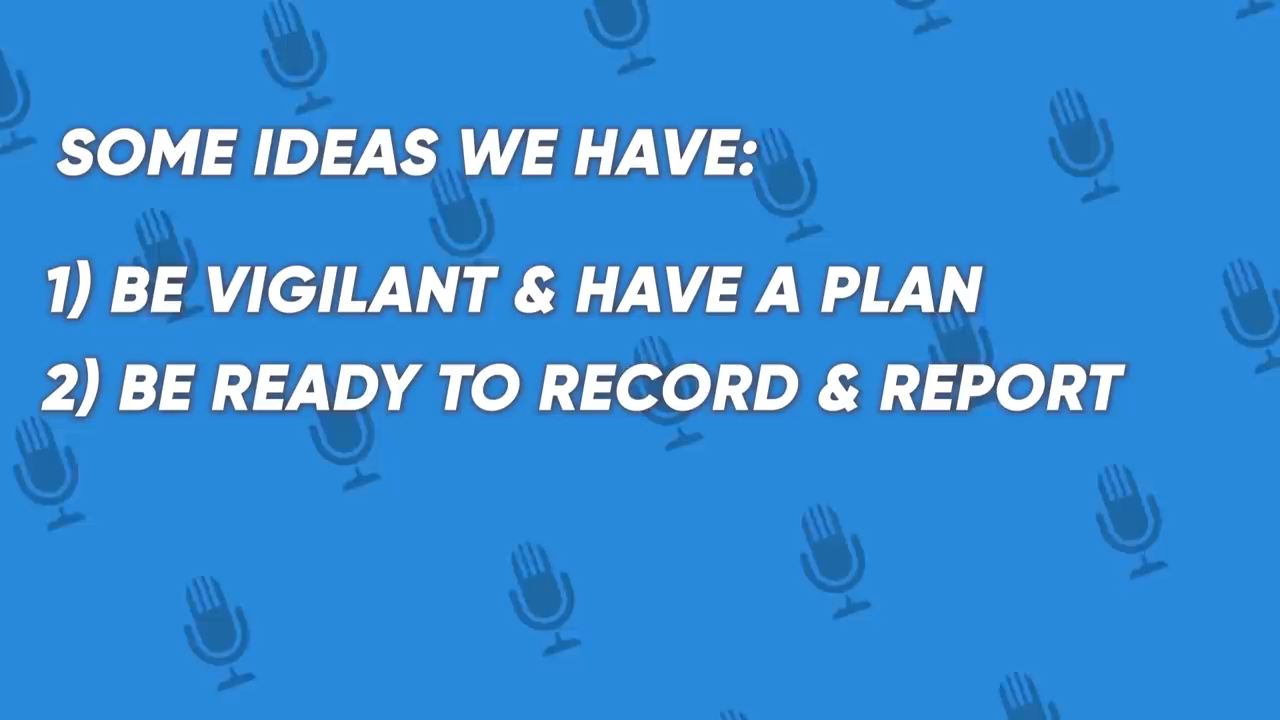 SOME IDEAS WE HAVE:
1) BE VIGILANT & HAVE A PLAN
2) BE READY TO RECORD & REPORT